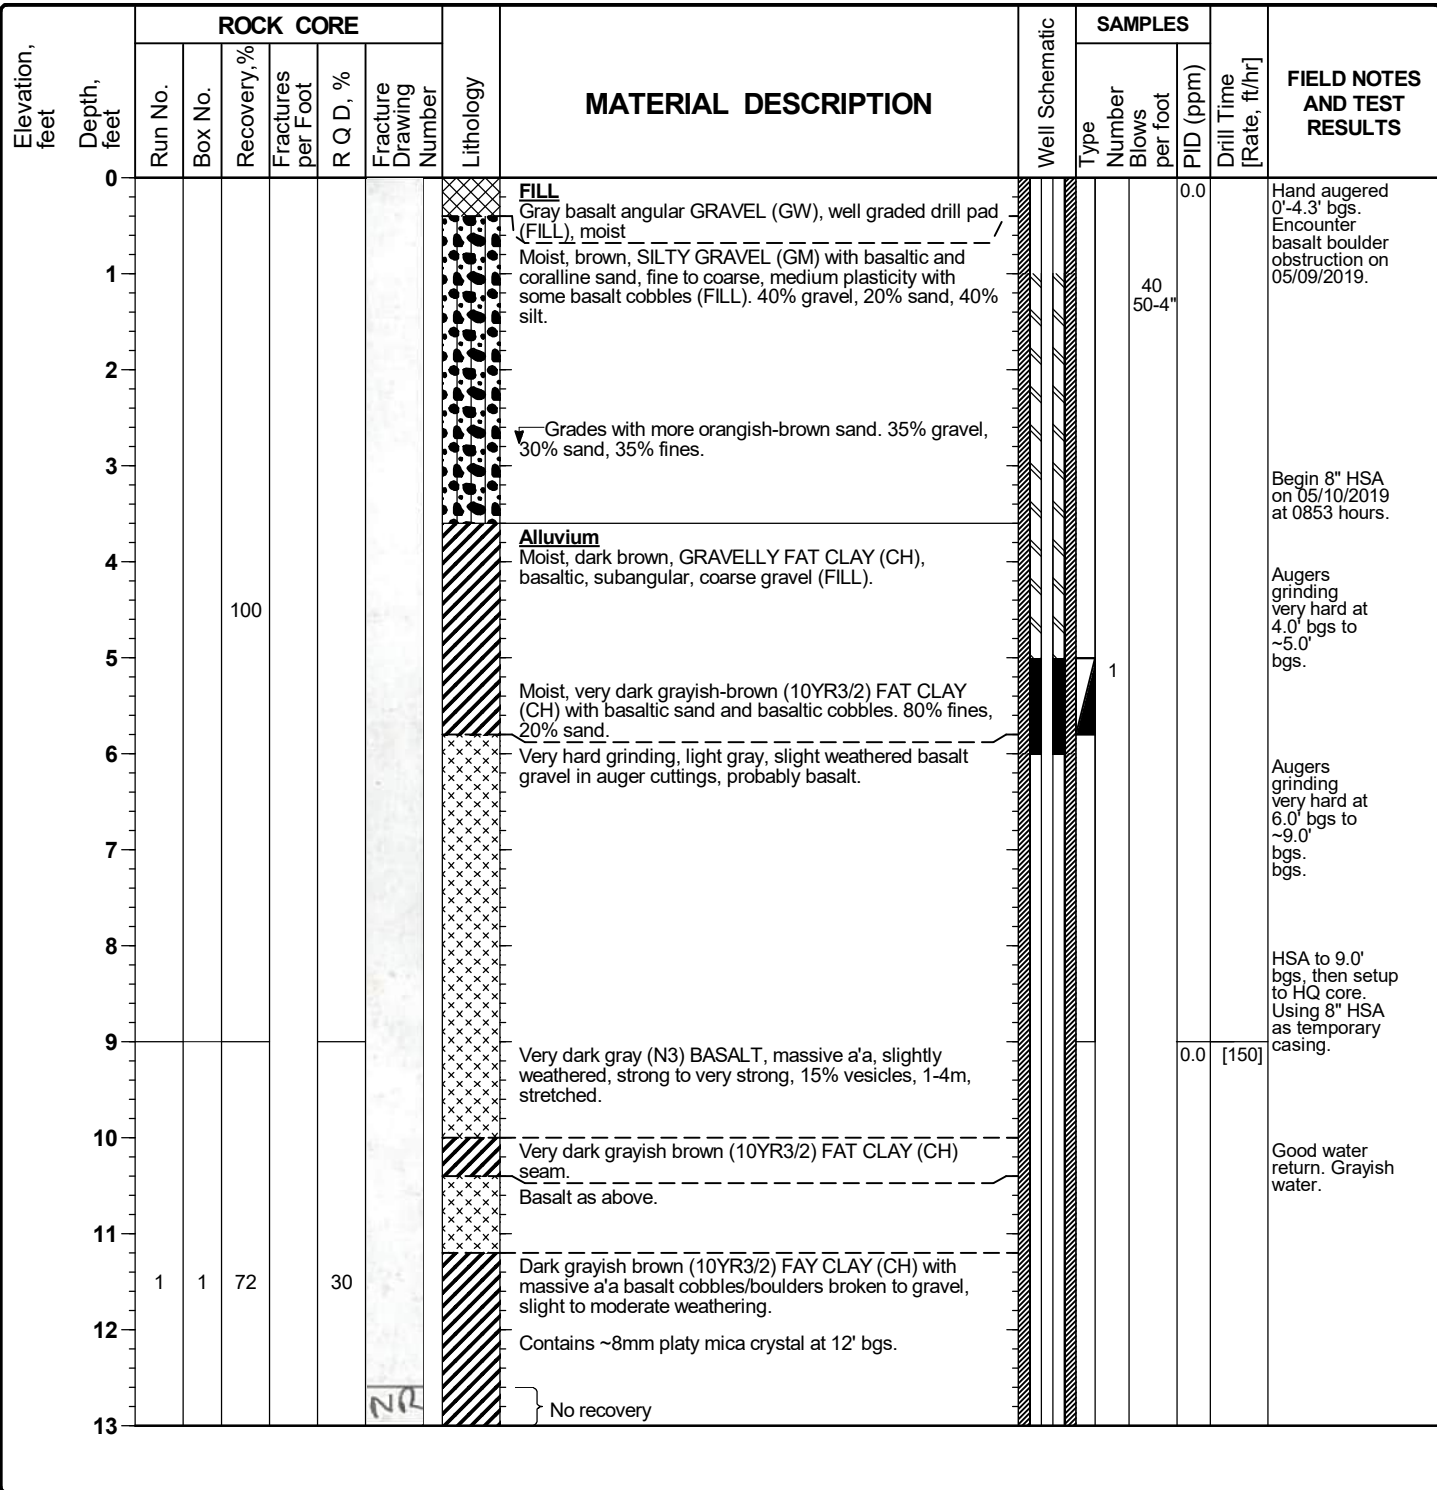 ROCK CORE
SAMPLES
Elevation,
feet
Depth,
feet
Run No.
Box No.
Recovery,%
Fractures
per Foot
R Q D, %
Fracture
Drawing
Number
Lithology
MATERIAL DESCRIPTION
Well Schematic
Type
Number
Blows
per foot
PID (ppm)
Drill Time
[Rate, ft/hr]
FIELD NOTES
AND TEST
RESULTS
0
FILL
Gray basalt angular GRAVEL (GW), well graded drill pad
(FILL), moist
0.0
Hand augered
0'-4.3' bgs.
Encounter
basalt boulder
obstruction on
05/09/2019.
Moist, brown, SILTY GRAVEL (GM) with basaltic and
coralline sand, fine to coarse, medium plasticity with
some basalt cobbles (FILL). 40% gravel, 20% sand, 40%
silt.
1
40
50-4"
2
Grades with more orangish-brown sand. 35% gravel,
30% sand, 35% fines.
3
Begin 8" HSA
on 05/10/2019
at 0853 hours.
Alluvium
Moist, dark brown, GRAVELLY FAT CLAY (CH),
basaltic, subangular, coarse gravel (FILL).
4
Augers
grinding
very hard at
4.0' bgs to
~5.0'
bgs.
100
5
1
Moist, very dark grayish-brown (10YR3/2) FAT CLAY
(CH) with basaltic sand and basaltic cobbles. 80% fines,
20% sand.
6
Very hard grinding, light gray, slight weathered basalt
gravel in auger cuttings, probably basalt.
Augers
grinding
very hard at
6.0' bgs to
~9.0'
bgs.
bgs.
7
8
HSA to 9.0'
bgs, then setup
to HQ core.
Using 8" HSA
as temporary
casing.
9
Very dark gray (N3) BASALT, massive a'a, slightly
weathered, strong to very strong, 15% vesicles, 1-4m,
stretched.
0.0
[150]
10
Very dark grayish brown (10YR3/2) FAT CLAY (CH)
seam.
Good water
return. Grayish
water.
Basalt as above.
11
Dark grayish brown (10YR3/2) FAY CLAY (CH) with
massive a'a basalt cobbles/boulders broken to gravel,
slight to moderate weathering.
1
1
72
30
12
Contains ~8mm platy mica crystal at 12' bgs.
NR
No recovery
13